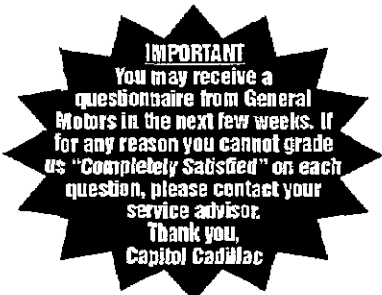 IMPORTANT
You may receive a
questionnaire from General
Motors in the next few weeks. If
for any reason you cannot grade
us "Completely Satisfied" on each
question, please contact your
service advisor.
Thank you,
Capitol Cadillac